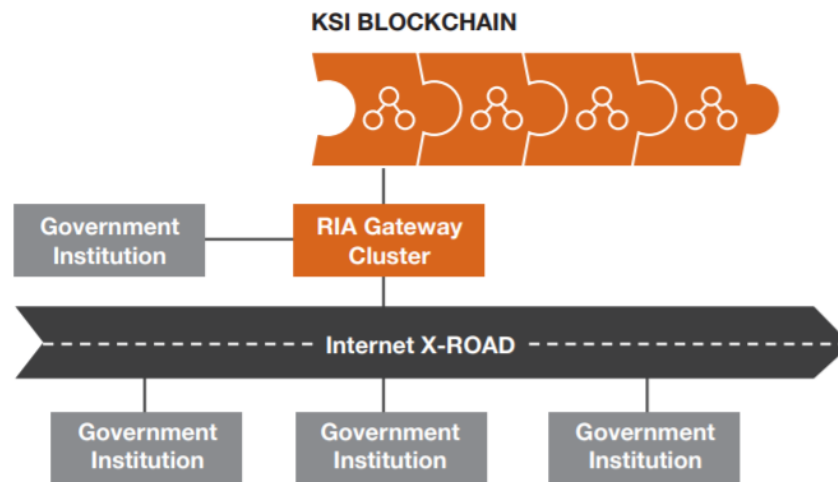 KSI BLOCKCHAIN
Government
Institution
RIA Gateway
Cluster
Internet X-ROAD
Government
Institution
Government
Institution
Government
Institution